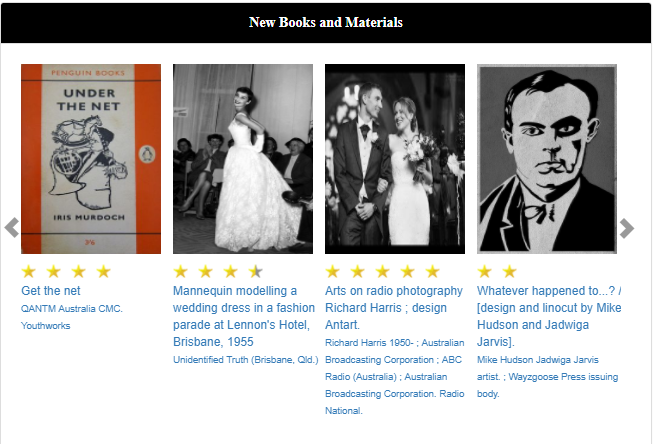 New Books and Materials
PENGUIN BOOKS
UNDER
THE NET
IRIS MURDOCH
3'6
Get the net
QANTM Australia CMC.
Youthworks
Mannequin modelling a
wedding dress in a fashion
parade at Lennon's Hotel,
Brisbane, 1955
Unidentified Truth (Brisbane, Qld.)
Arts on radio photography
Richard Harris ; design
Antart.
Richard Harris 1950- ; Australian
Broadcasting Corporation ; ABC
Radio (Australia) ; Australian
Broadcasting Corporation. Radio
National.
Whatever happened to...? /
[design and linocut by Mike
Hudson and Jadwiga
Jarvis].
Mike Hudson Jadwiga Jarvis
artist. ; Wayzgoose Press issuing
body.